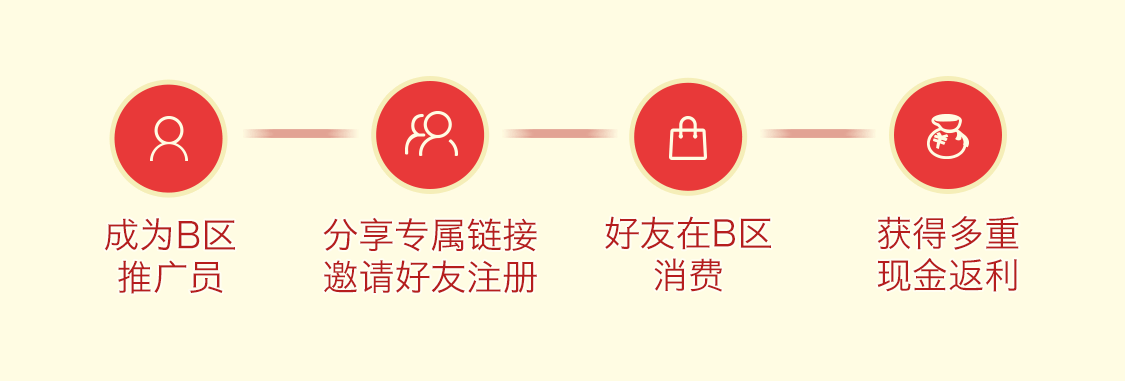 成为B区
推广员
分享专属链接
邀请好友注册
好友在B区
消费
获得多重
现金返利